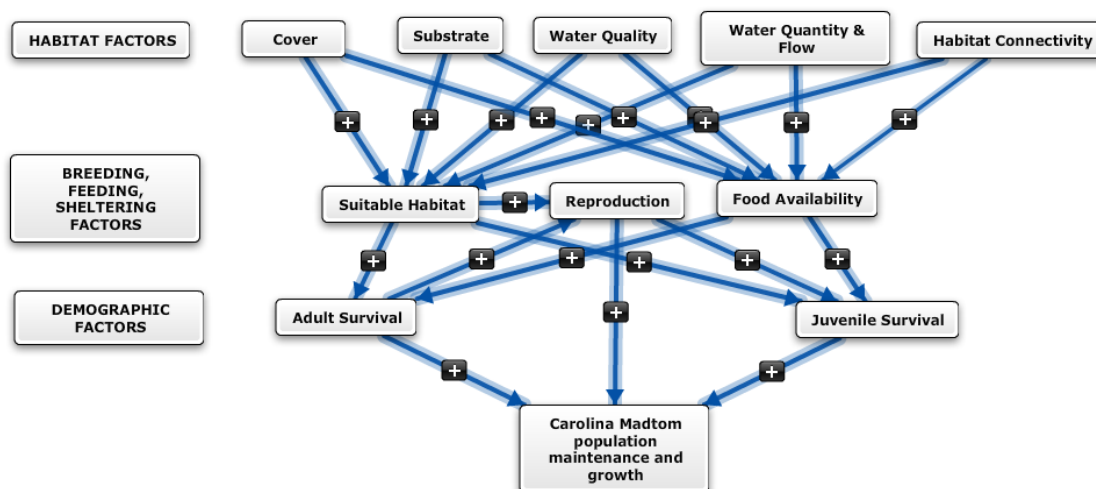 HABITAT FACTORS
Cover
Substrate
Water Quality
Water Quantity &
Flow
Habitat Connectivity
+ + + + + + + + +
BREEDING,
FEEDING,
SHELTERING
FACTORS
Suitable Habitat
+
Reproduction
Food Availability
+ + + + + +
DEMOGRAPHIC
FACTORS
Adult Survival
+
Juvenile Survival
+ +
Carolina Madtom
population
maintenance and
growth